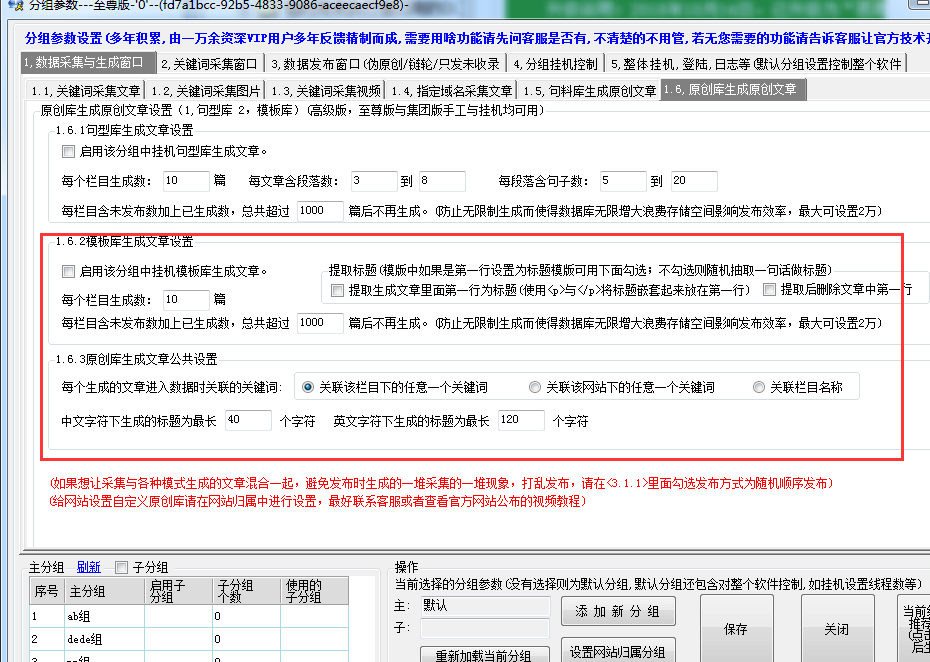 分组参数---至尊版-'0'--(fd7a1bcc-92b5-4833-9086-aceecaecf9e8)-
分组参数设置(多年积累,由一万余资深VIP用户多年反馈精制而成,需要用啥功能请先问客服是否有,不清楚的不用管,若无您需要的功能请告诉客服让官方技术开
1,数据采集与生成窗口 2,关键词采集窗口 3,数据发布窗口(伪原创/链轮/只发未收录 4,分组挂机控制 5,整体挂机,登陆,日志等(默认分组设置控制整个软件
1.1,关键词采集文章 1.2,关键词采集图片 1.3,关键词采集视频 1.4,指定域名采集文章 1.5,句料库生成原创文章 1.6,原创库生成原创文章
原创库生成原创文章设置 (1,句型库 2, 模板库) (高级版, 至尊版与集团版手工与挂机均可用)
1.6.1句型库生成文章设置
启用该分组中挂机句型库生成文章。
每个栏目生成数: 10 篇 每文章含段落数: 3 到 8 每段落含句子数: 5 到 20
每栏目含未发布数加上已生成数, 总共超过 1000 篇后不再生成。(防止无限制生成而使得数据库无限增大浪费存储空间影响发布效率, 最大可设置2万)
1.6.2模板库生成文章设置
启用该分组中挂机模板库生成文章。
提取标题(模版中如果是第一行设置为标题模版可用下面勾选; 不勾选则随机抽取一句话做标题)
提取生成文章里面第一行为标题(使用<p>与</p>将标题嵌套起来放在第一行) 提取后删除文章中第一行
每个栏目生成数: 10 篇
每栏目含未发布数加上已生成数, 总共超过 1000 篇后不再生成。(防止无限制生成而使得数据库无限增大浪费存储空间影响发布效率, 最大可设置2万)
1.6.3原创库生成文章公共设置
每个生成的文章进入数据时关联的关键词: 关联该栏目下的任意一个关键词 关联该网站下的任意一个关键词 关联栏目名称
中文字符下生成的标题为最长 40 个字符 英文字符下生成的标题为最长 120 个字符
(如果想让采集与各种模式生成的文章混合一起, 避免发布时生成的一堆采集的一堆现象, 打乱发布, 请在<3.1.1>里面勾选发布方式为随机顺序发布)
(给网站设置自定义原创库请在网站归属中进行设置, 最好联系客服或者查看官方网站公布的视频教程)
主分组 刷新 子分组
序号 主分组 启用子分组 子分组个数 使用的子分组
1 ab组 0
2 dede组 0
操作
当前选择的分组参数(没有选择则为默认分组,默认分组还包含对整个软件控制,如挂机设置线程数等)
主: 默认
子:
添 加 新 分 组
重新加载当前分组
设置网站归属分组
保存
关闭